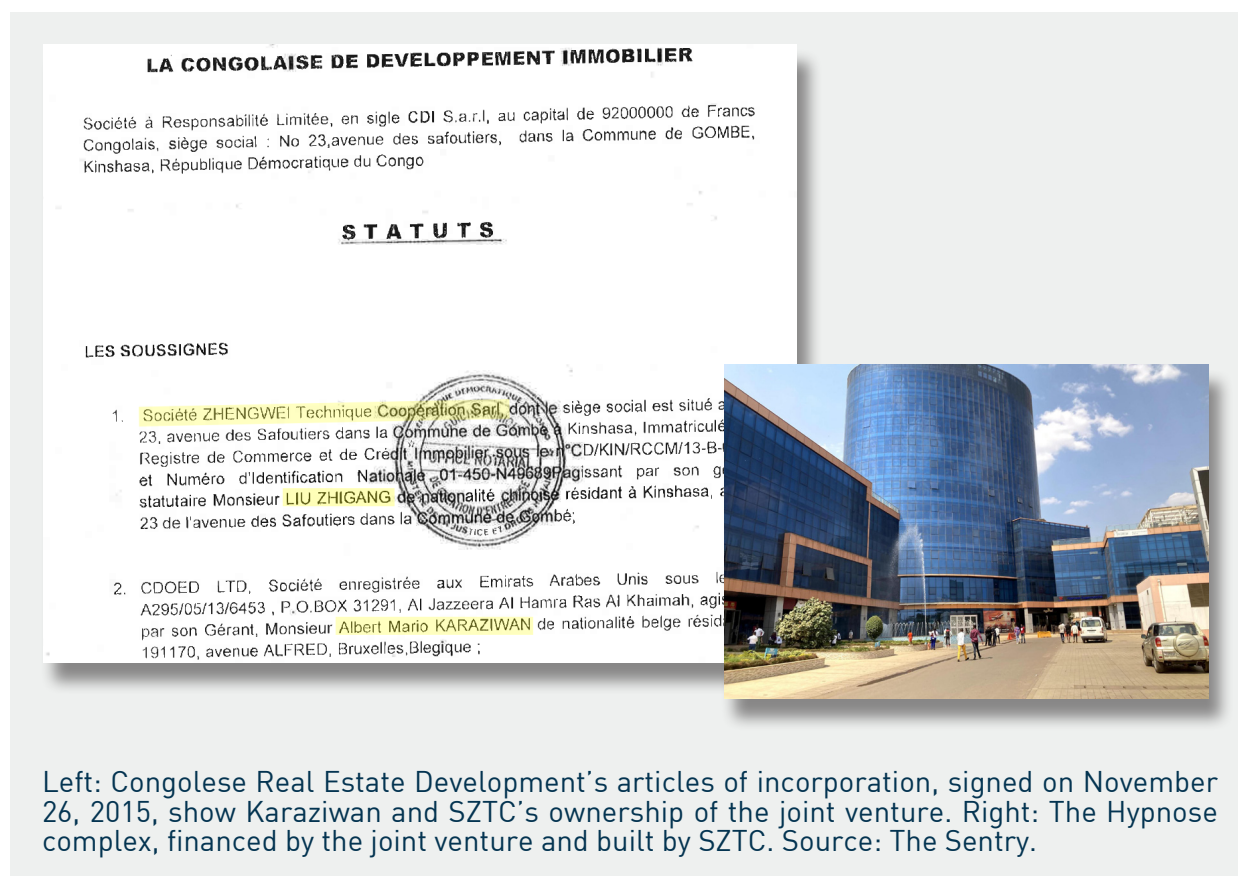 LA CONGOLAISE DE DEVELOPPEMENT IMMOBILIER
Société à Responsabilité Limitée, en sigle CDI S.a.r.l, au capital de 92000000 de Francs
Congolais, siège social : No 23,avenue des safoutiers, dans la Commune de GOMBE,
Kinshasa, République Démocratique du Congo
STATUTS
LES SOUSSIGNES
1. Société ZHENGWEI Technique Coopération Sarl, dont le siège social est situé a
23, avenue des Safoutiers dans la Commune de Gombe à Kinshasa, Immatriculé
Registre de Commerce et de Crédit Immobilier sous le n°CD/KIN/RCCM/13-B-
et Numéro d'Identification Nationale 01-450-N49689P agissant par son g
statutaire Monsieur LIU ZHIGANG de nationalité chinoise résidant à Kinshasa, a
23 de l'avenue des Safoutiers dans la Commune de Gombé;
2. CDOED LTD, Société enregistrée aux Emirats Arabes Unis sous le
A295/05/13/6453 , P.O.BOX 31291, Al Jazzeera Al Hamra Ras Al Khaimah, agis
par son Gérant, Monsieur Albert Mario KARAZIWAN de nationalité belge résida
191170, avenue ALFRED, Bruxelles,Blegique ;
OFFICE NOTARIAL
Left: Congolese Real Estate Development's articles of incorporation, signed on November
26, 2015, show Karaziwan and SZTC's ownership of the joint venture. Right: The Hypnose
complex, financed by the joint venture and built by SZTC. Source: The Sentry.